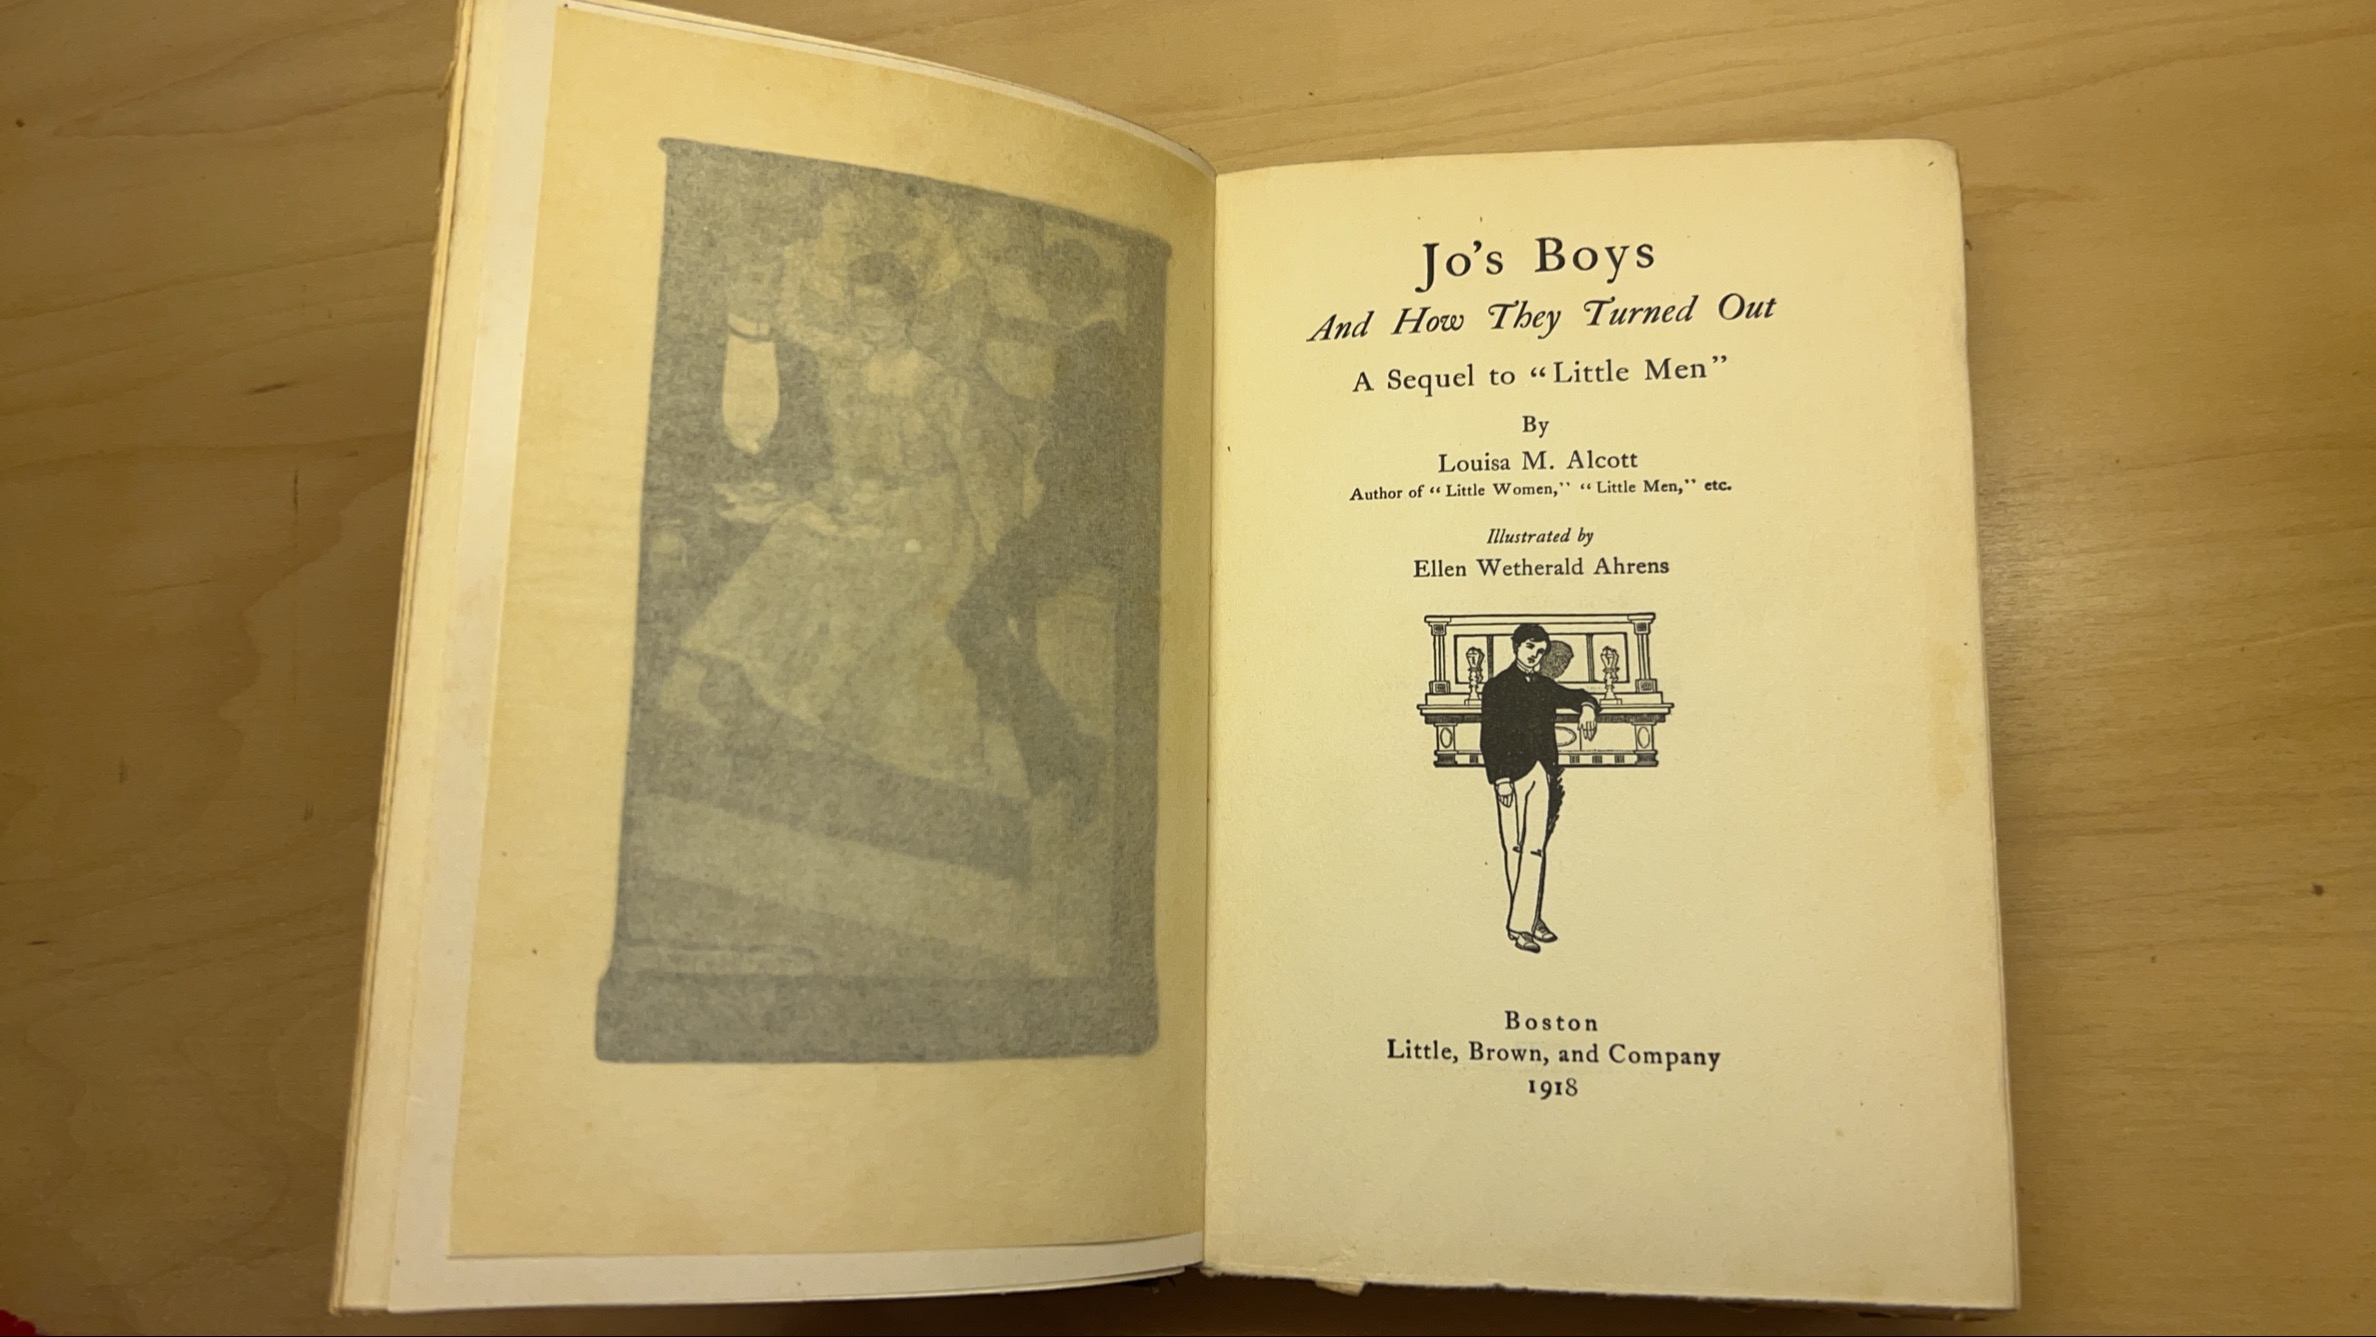 Jo's Boys
And How They Turned Out
A Sequel to “Little Men”
By
Louisa M. Alcott
Author of “Little Women,” “Little Men,” etc.
Illustrated by
Ellen Wetherald Ahrens
Boston
Little, Brown, and Company
1918